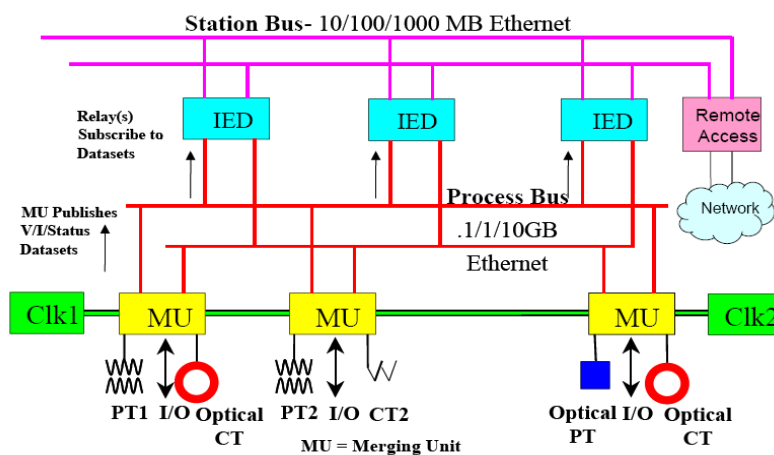 Station Bus- 10/100/1000 MB Ethernet
Relay(s)
Subscribe to
Datasets
IED
IED
IED
Remote
Access
MU Publishes
V/I/Status
Datasets
Process Bus
.1/1/10GB
Ethernet
Network
Clk1
MU
MU
MU
Clk2
PT1 I/O Optical
CT
PT2 I/O CT2
Optical I/O Optical
PT CT
MU = Merging Unit